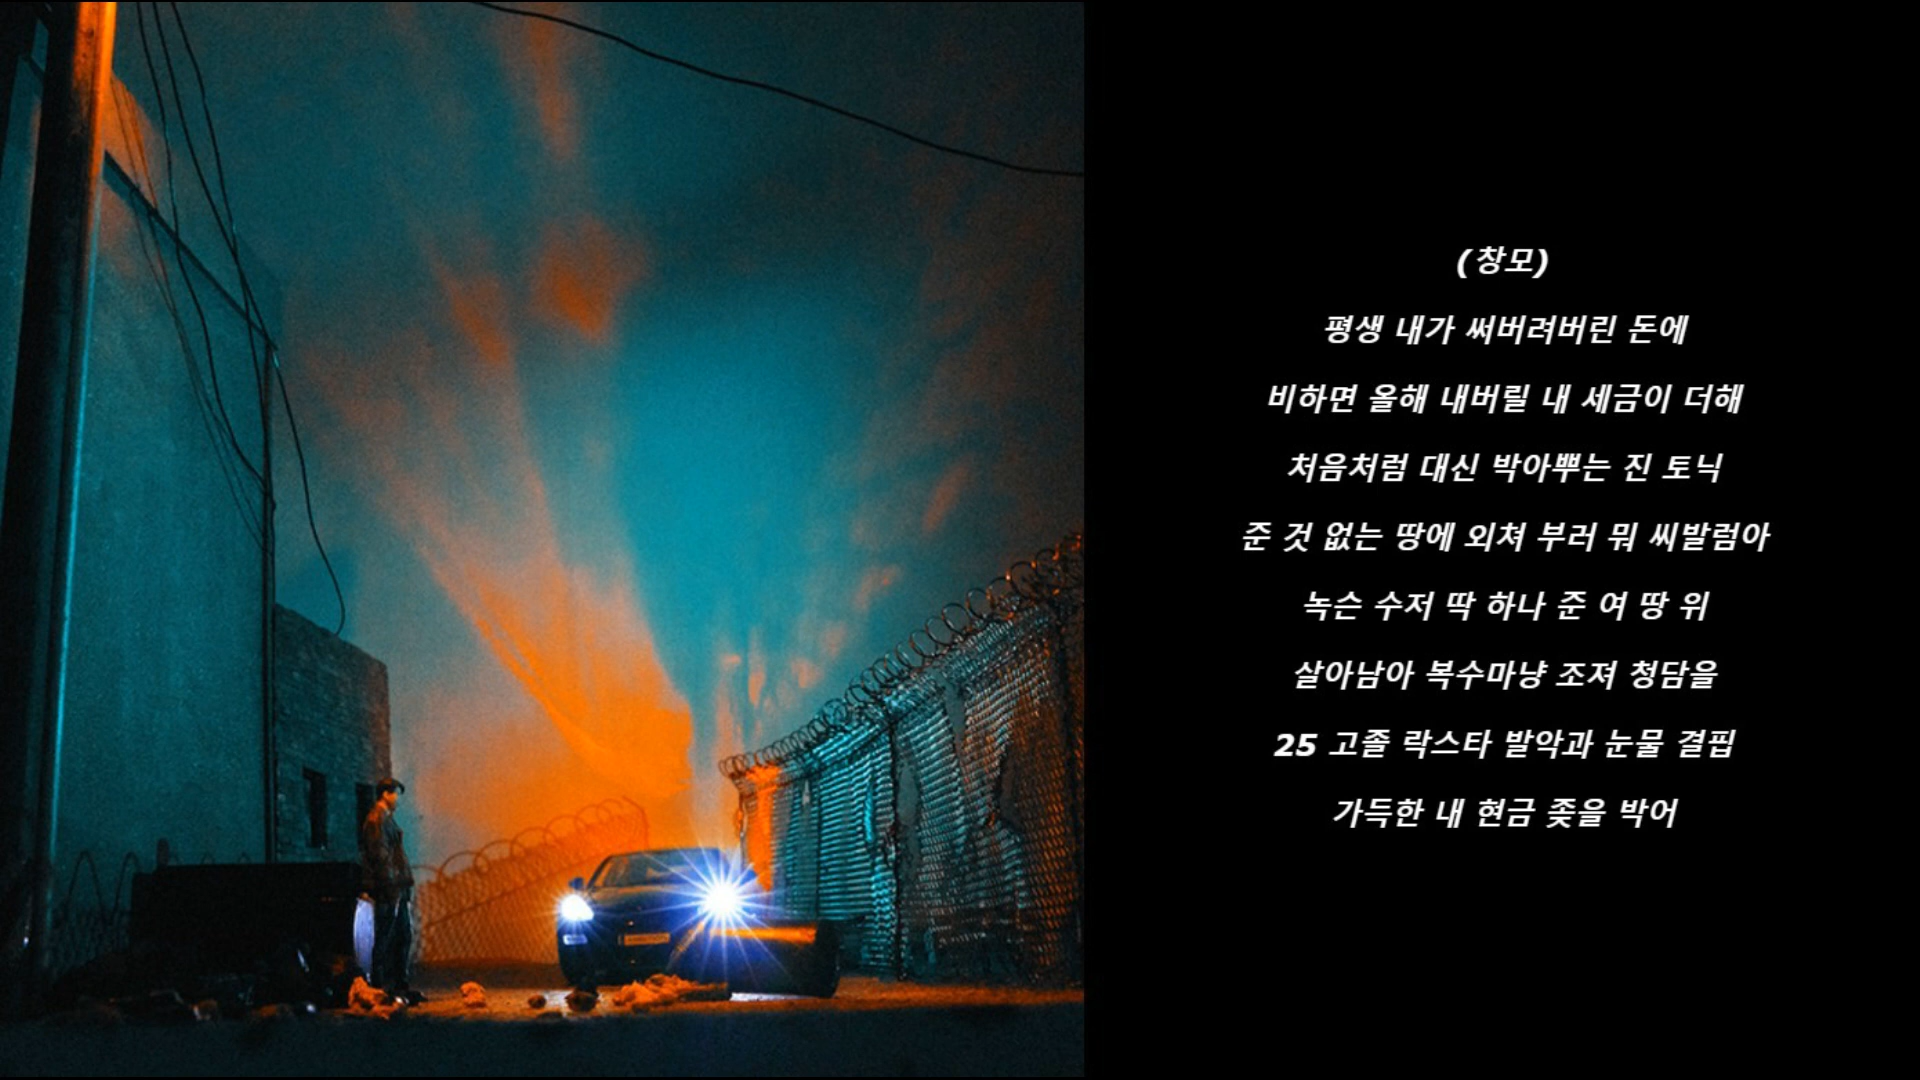 (창모)
평생 내가 써버려버린 돈에
비하면 올해 내버릴 내 세금이 더해
처음처럼 대신 박아뿌는 진 토닉
준 것 없는 땅에 외쳐 부러 뭐 씨발럼아
녹슨 수저 딱 하나 준 여 땅 위
살아남아 복수마냥 조져 청담을
25 고졸 락스타 발악과 눈물 결핍
가득한 내 현금 좆을 박어